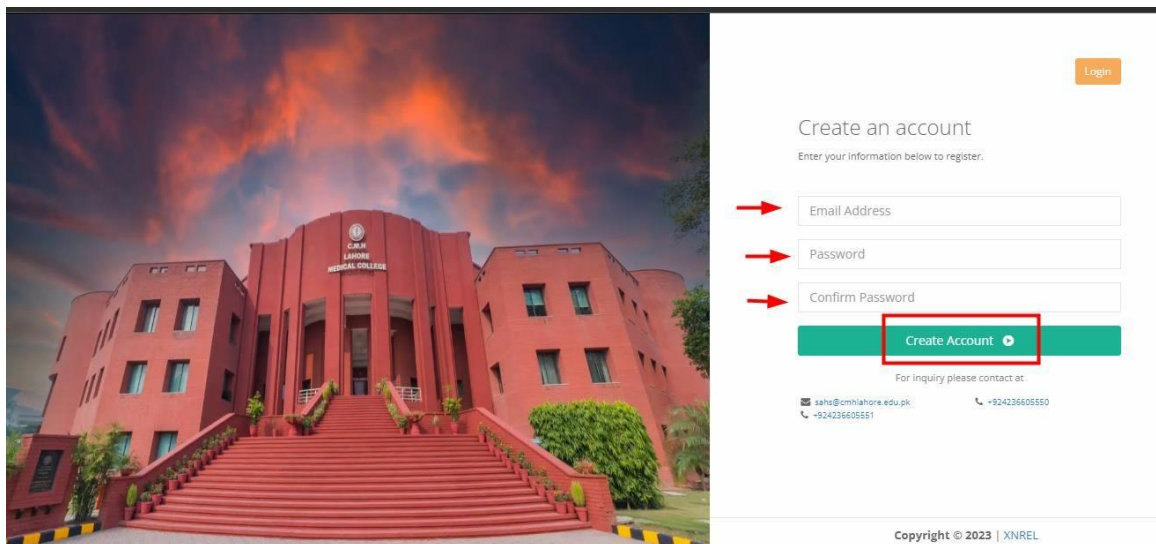 C.M.H
LAHORE
MEDICAL COLLEGE
Login
Create an account
Enter your information below to register.
Email Address
Password
Confirm Password
Create Account
For inquiry please contact at
sahs@cmhlahore.edu.pk +924236605550
+924236605551
Copyright © 2023 | XNREL